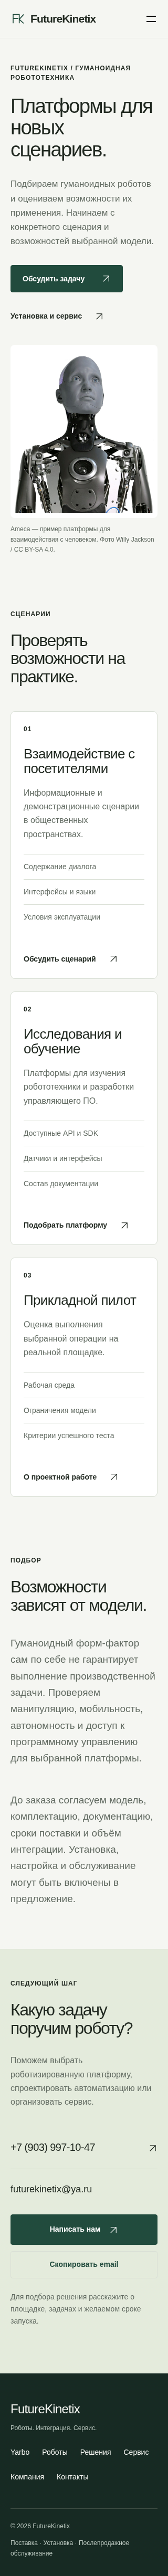 FK FutureKinetix
FUTUREKINETIX / ГУМАНОИДНАЯ
РОБОТОТЕХНИКА
Платформы для
новых
сценариев.
Подбираем гуманоидных роботов
и оцениваем возможности их
применения. Начинаем с
конкретного сценария и
возможностей выбранной модели.
Обсудить задачу
Установка и сервис
Ameca — пример платформы для
взаимодействия с человеком. Фото Willy Jackson
/ CC BY-SA 4.0.
СЦЕНАРИИ
Проверять
возможности на
практике.
01
Взаимодействие с
посетителями
Информационные и
демонстрационные сценарии
в общественных
пространствах.
Содержание диалога
Интерфейсы и языки
Условия эксплуатации
Обсудить сценарий
02
Исследования и
обучение
Платформы для изучения
робототехники и разработки
управляющего ПО.
Доступные API и SDK
Датчики и интерфейсы
Состав документации
Подобрать платформу
03
Прикладной пилот
Оценка выполнения
выбранной операции на
реальной площадке.
Рабочая среда
Ограничения модели
Критерии успешного теста
О проектной работе
ПОДБОР
Возможности
зависят от модели.
Гуманоидный форм-фактор
сам по себе не гарантирует
выполнение производственной
задачи. Проверяем
манипуляцию, мобильность,
автономность и доступ к
программному управлению
для выбранной платформы.
До заказа согласуем модель,
комплектацию, документацию,
сроки поставки и объём
интеграции. Установка,
настройка и обслуживание
могут быть включены в
предложение.
СЛЕДУЮЩИЙ ШАГ
Какую задачу
поручим роботу?
Поможем выбрать
роботизированную платформу,
спроектировать автоматизацию или
организовать сервис.
+7 (903) 997-10-47
futurekinetix@ya.ru
Написать нам
Скопировать email
Для подбора решения расскажите о
площадке, задачах и желаемом сроке
запуска.
FutureKinetix
Роботы. Интеграция. Сервис.
Yarbo Роботы Решения Сервис
Компания Контакты
© 2026 FutureKinetix
Поставка · Установка · Послепродажное
обслуживание